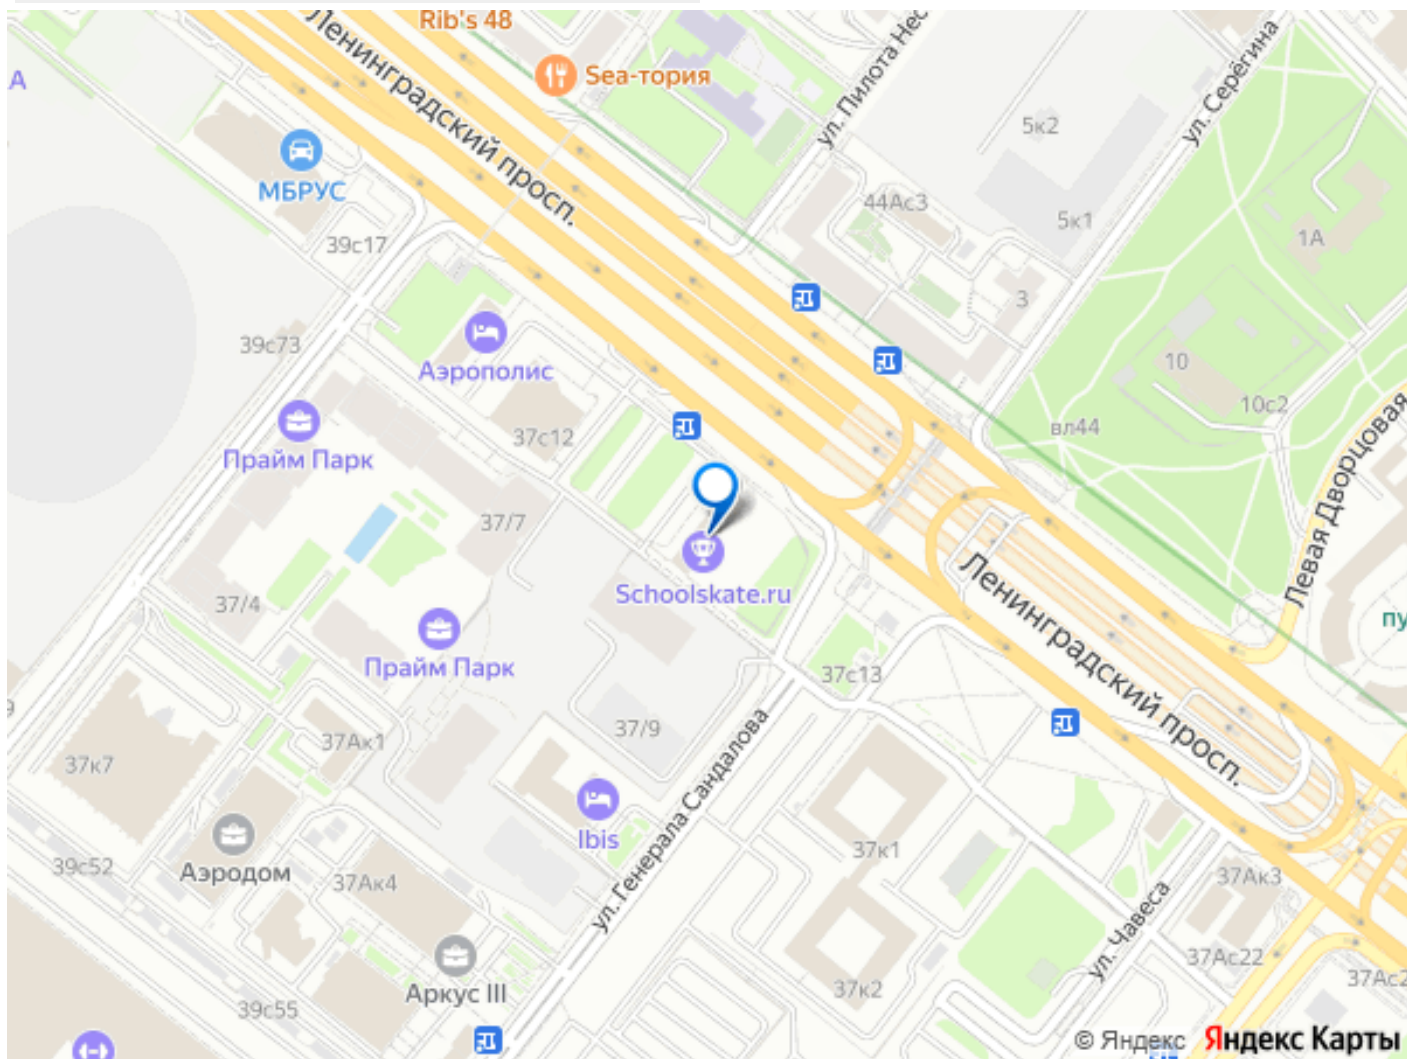 Rib's 48
Sea-тория
Ленинградский просп.
ул. Пилота Нес
ул. Серёгина
А
МБРУС
5к2
44Ас3
5к1
1А
39с17
3
39с73
Аэрополис
10
10с2
37с12
вл44
Прайм Парк
Левая Дворцовая
37/7
Schoolskate.ru
Ленинградский просп.
37/4
пу
Прайм Парк
37с13
9
37Ак1
37/9
37к7
ул. Генерала Сандалова
Ibis
37к1
Аэродом
39с52
37Ак4
37Ак3
ул. Чавеса
37Ас22
37Ас2
Аркус III
37к2
39с55
© Яндекс Яндекс Карты